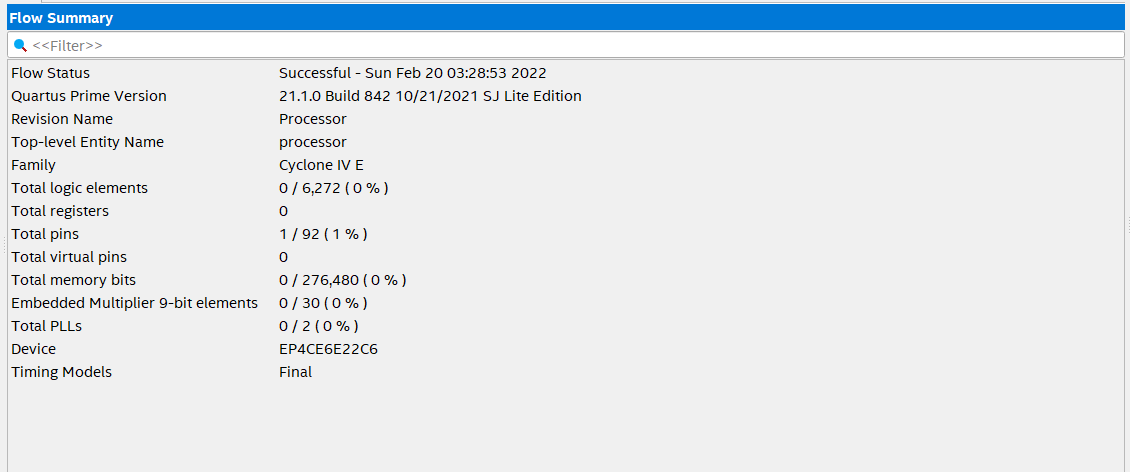 Flow Summary
<<Filter>>
Flow Status Successful - Sun Feb 20 03:28:53 2022
Quartus Prime Version 21.1.0 Build 842 10/21/2021 SJ Lite Edition
Revision Name Processor
Top-level Entity Name processor
Family Cyclone IV E
Total logic elements 0 / 6,272 ( 0 % )
Total registers 0
Total pins 1 / 92 ( 1 % )
Total virtual pins 0
Total memory bits 0 / 276,480 ( 0 % )
Embedded Multiplier 9-bit elements 0 / 30 ( 0 % )
Total PLLs 0 / 2 ( 0 % )
Device EP4CE6E22C6
Timing Models Final